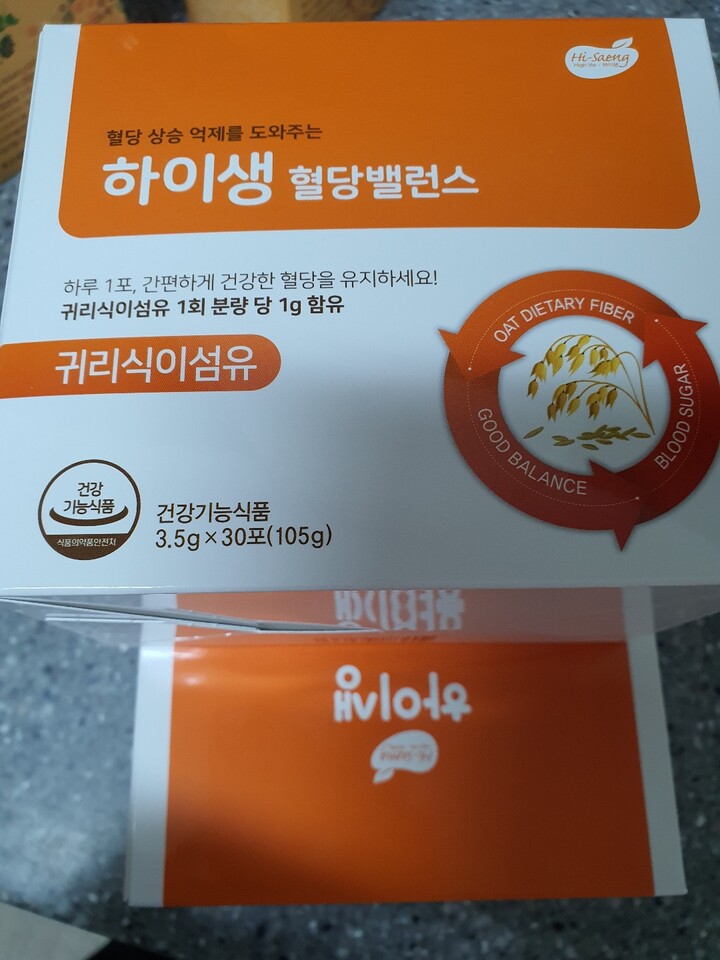 Hi-Saeng
혈당 상승 억제를 도와주는
하이생 혈당밸런스
하루 1포, 간편하게 건강한 혈당을 유지하세요!
귀리식이섬유 1회 분량 당 1g 함유
귀리식이섬유
OAT DIETARY FIBER
BLOOD SUGAR
GOOD BALANCE
건강
기능식품
식품의약품안전처
건강기능식품
3.5g×30포(105g)
하이생
Hi-Saeng